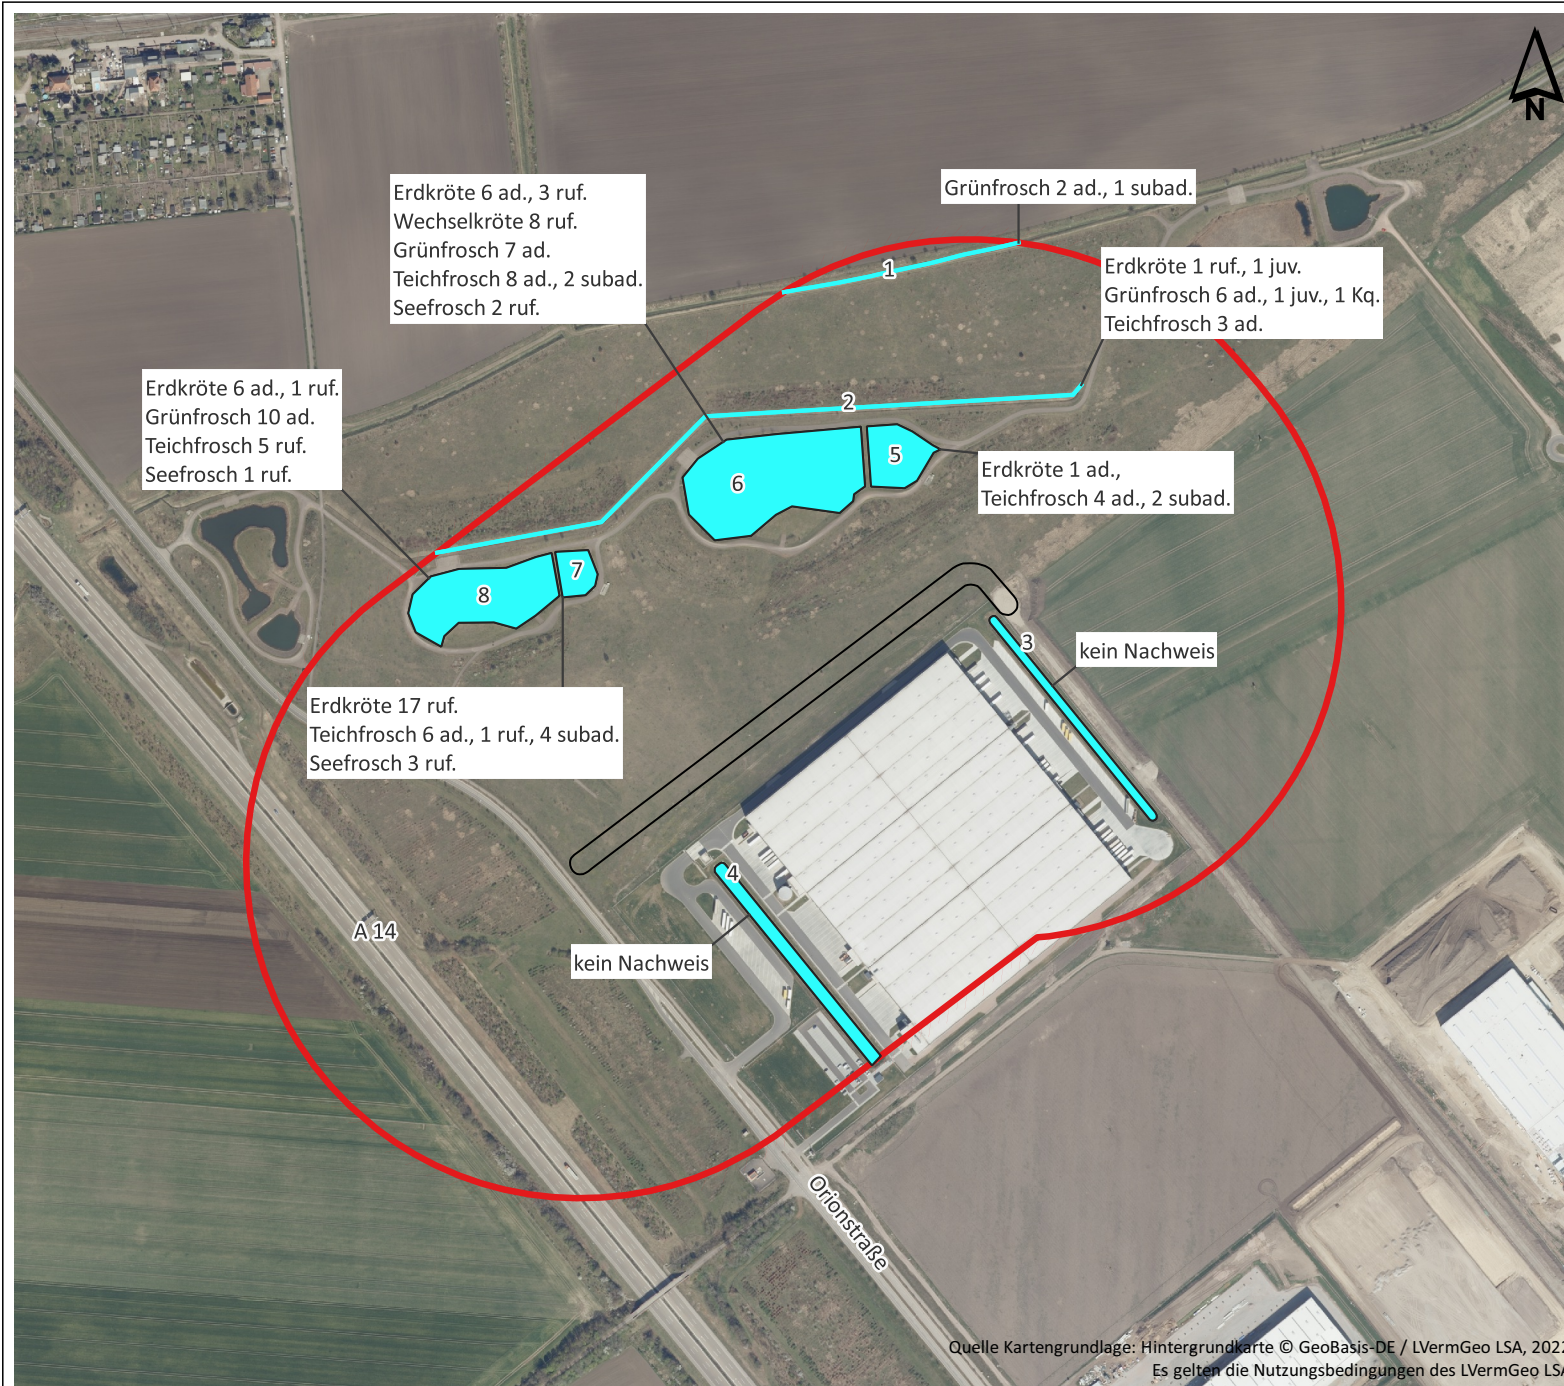 N
Erdkröte 6 ad., 3 ruf.
Wechselkröte 8 ruf.
Grünfrosch 7 ad.
Teichfrosch 8 ad., 2 subad.
Seefrosch 2 ruf.
Grünfrosch 2 ad., 1 subad.
1
Erdkröte 1 ruf., 1 juv.
Grünfrosch 6 ad., 1 juv., 1 Kq.
Teichfrosch 3 ad.
Erdkröte 6 ad., 1 ruf.
Grünfrosch 10 ad.
Teichfrosch 5 ruf.
Seefrosch 1 ruf.
2
5
6
Erdkröte 1 ad.,
Teichfrosch 4 ad., 2 subad.
7
8
3
kein Nachweis
Erdkröte 17 ruf.
Teichfrosch 6 ad., 1 ruf., 4 subad.
Seefrosch 3 ruf.
4
A 14
kein Nachweis
Orionstraße
Quelle Kartengrundlage: Hintergrundkarte © GeoBasis-DE / LVermGeo LSA, 2022
Es gelten die Nutzungsbedingungen des LVermGeo LSA